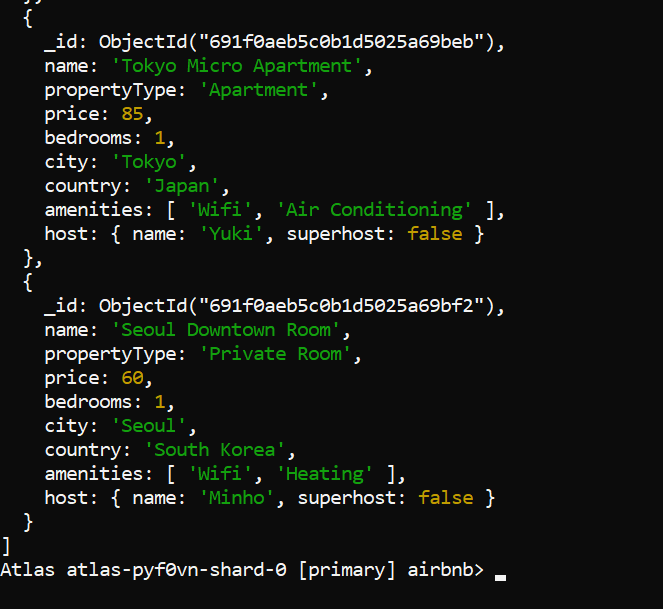 },
{
_id: ObjectId("691f0aeb5c0b1d5025a69beb"),
name: 'Tokyo Micro Apartment',
propertyType: 'Apartment',
price: 85,
bedrooms: 1,
city: 'Tokyo',
country: 'Japan',
amenities: [ 'Wifi', 'Air Conditioning' ],
host: { name: 'Yuki', superhost: false }
},
{
_id: ObjectId("691f0aeb5c0b1d5025a69bf2"),
name: 'Seoul Downtown Room',
propertyType: 'Private Room',
price: 60,
bedrooms: 1,
city: 'Seoul',
country: 'South Korea',
amenities: [ 'Wifi', 'Heating' ],
host: { name: 'Minho', superhost: false }
}
]
Atlas atlas-pyf0vn-shard-0 [primary] airbnb>